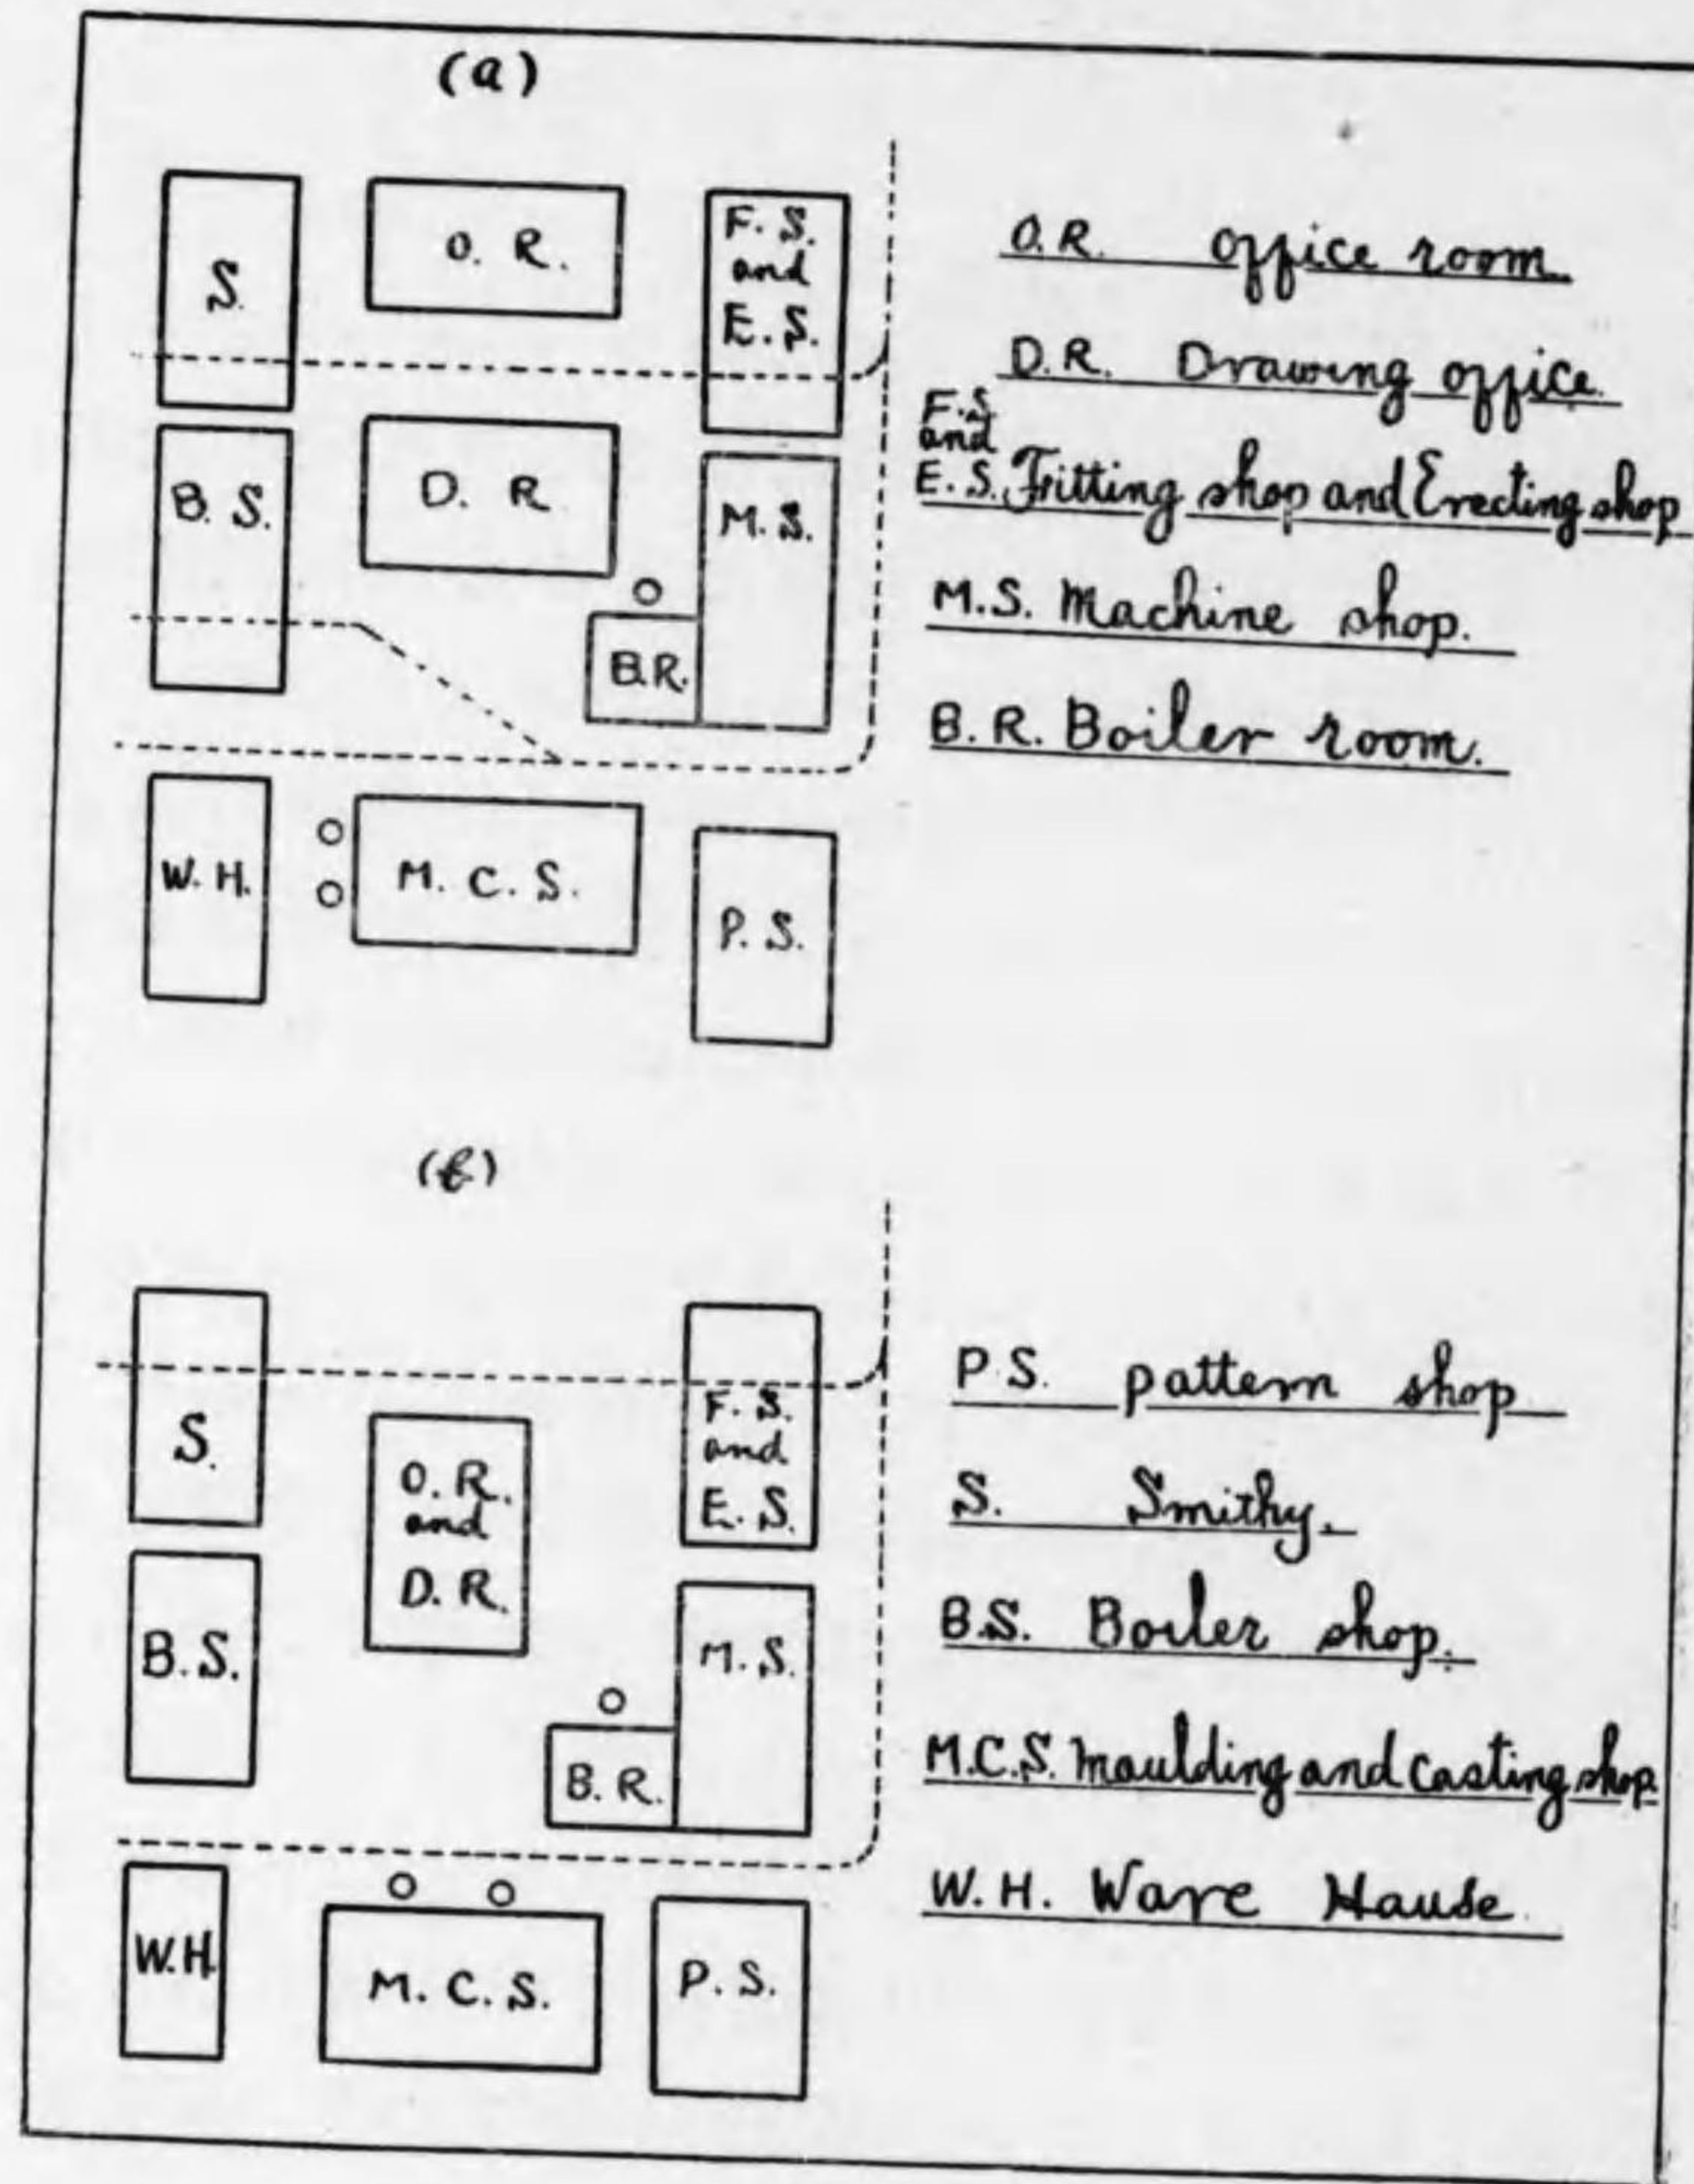 (a)
S.
O. R.
F. S.
and
E. S.
B. S.
D. R
M. S.
B.R.
W. H.
M. C. S.
P. S.
O.R. Office room.
D.R. Drawing office.
F.S.
and
E.S. Fritting shop and Erecting shop
M.S. Machine shop.
B. R. Boiler room.
(b)
S.
O. R.
and
D. R.
F. S.
and
E. S.
B. S.
M. S.
B. R.
W.H.
M. C. S.
P. S.
P.S. pattern shop
S. Smithy.
B.S. Boiler shop.
M.C.S. Moulding and Casting shop.
W. H. Ware Hause.